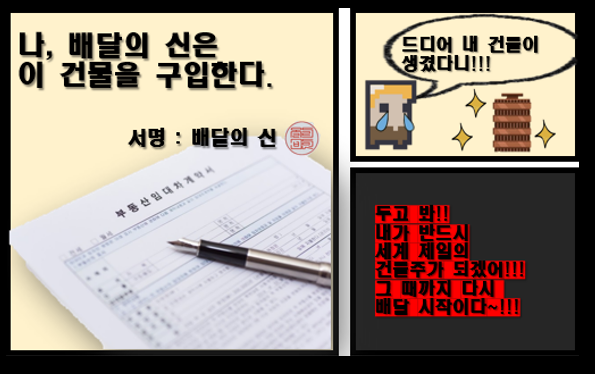 나, 배달의 신은
이 건물을 구입한다.
서명 : 배달의 신
부동산임대차계약서
드디어 내 건물이
생겼다니!!!
두고 봐!!
내가 반드시
세계 제일의
건물주가 되겠어!!!
그 때까지 다시
배달 시작이다~!!!